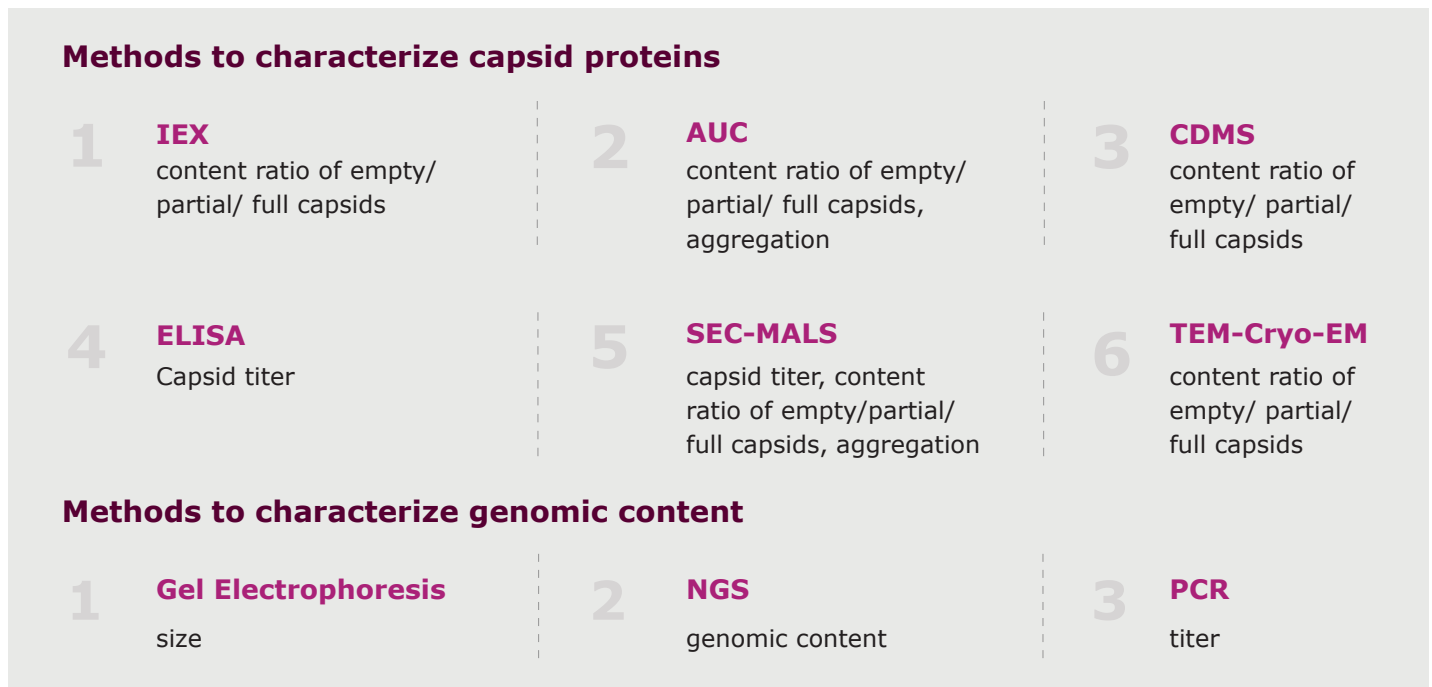 Methods to characterize capsid proteins
1
IEX
content ratio of empty/
partial/ full capsids
2
AUC
content ratio of empty/
partial/ full capsids,
aggregation
3
CDMS
content ratio of
empty/ partial/
full capsids
4
ELISA
Capsid titer
5
SEC-MALS
capsid titer, content
ratio of empty/partial/
full capsids, aggregation
6
TEM-Cryo-EM
content ratio of
empty/ partial/
full capsids
Methods to characterize genomic content
1
Gel Electrophoresis
size
2
NGS
genomic content
3
PCR
titer